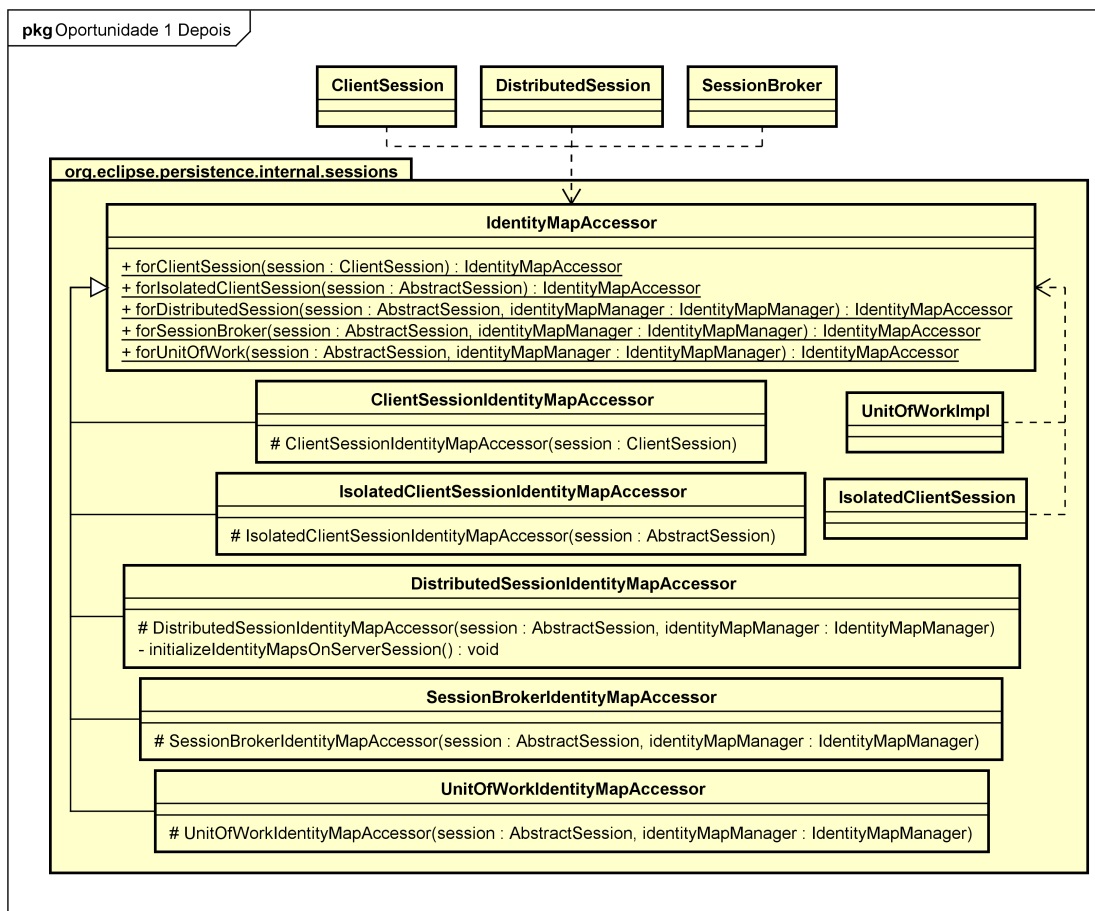 pkg Oportunidade 1 Depois
ClientSession
DistributedSession
SessionBroker
org.eclipse.persistence.internal.sessions
IdentityMapAccessor
+ forClientSession(session : ClientSession) : IdentityMapAccessor
+ forIsolatedClientSession(session : AbstractSession) : IdentityMapAccessor
+ forDistributedSession(session : AbstractSession, identityMapManager : IdentityMapManager) : IdentityMapAccessor
+ forSessionBroker(session : AbstractSession, identityMapManager : IdentityMapManager) : IdentityMapAccessor
+ forUnitOfWork(session : AbstractSession, identityMapManager : IdentityMapManager) : IdentityMapAccessor
ClientSessionIdentityMapAccessor
# ClientSessionIdentityMapAccessor(session : ClientSession)
UnitOfWorkImpl
IsolatedClientSessionIdentityMapAccessor
# IsolatedClientSessionIdentityMapAccessor(session : AbstractSession)
IsolatedClientSession
DistributedSessionIdentityMapAccessor
# DistributedSessionIdentityMapAccessor(session : AbstractSession, identityMapManager : IdentityMapManager)
- initializeIdentityMapsOnServerSession() : void
SessionBrokerIdentityMapAccessor
# SessionBrokerIdentityMapAccessor(session : AbstractSession, identityMapManager : IdentityMapManager)
UnitOfWorkIdentityMapAccessor
# UnitOfWorkIdentityMapAccessor(session : AbstractSession, identityMapManager : IdentityMapManager)